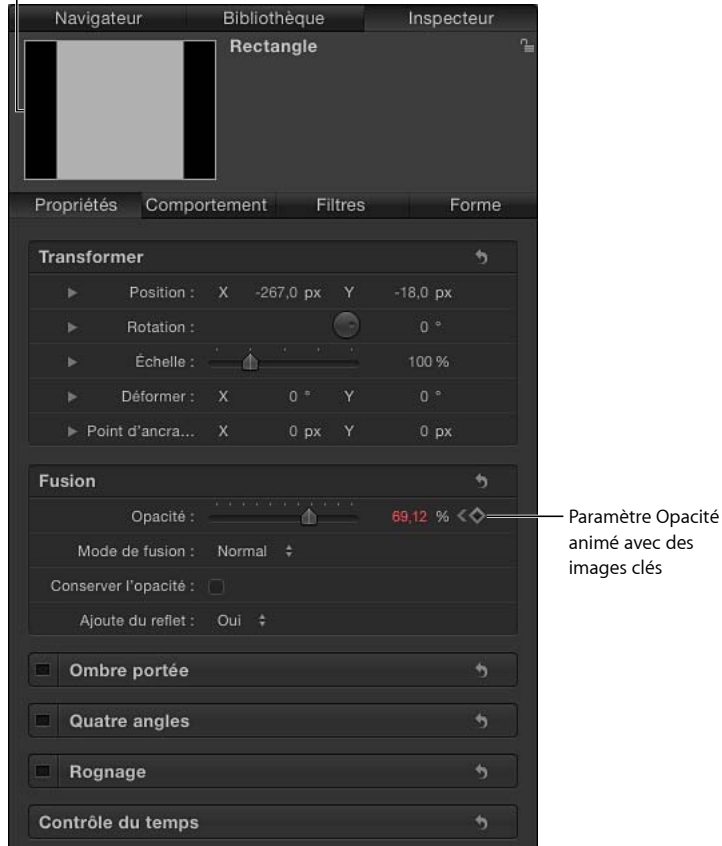 Navigateur Bibliothèque Inspecteur
Rectangle
Propriétés Comportement Filtres Forme
Transformer
Position : X -267,0 px Y -18,0 px
Rotation : 0 °
Échelle : 100 %
Déformer : X 0 ° Y 0 °
Point d'ancra... X 0 px Y 0 px
Fusion
Opacité : 69,12 %
Mode de fusion : Normal
Conserver l'opacité :
Ajoute du reflet : Oui
Ombre portée
Quatre angles
Rognage
Contrôle du temps
Paramètre Opacité
animé avec des
images clés